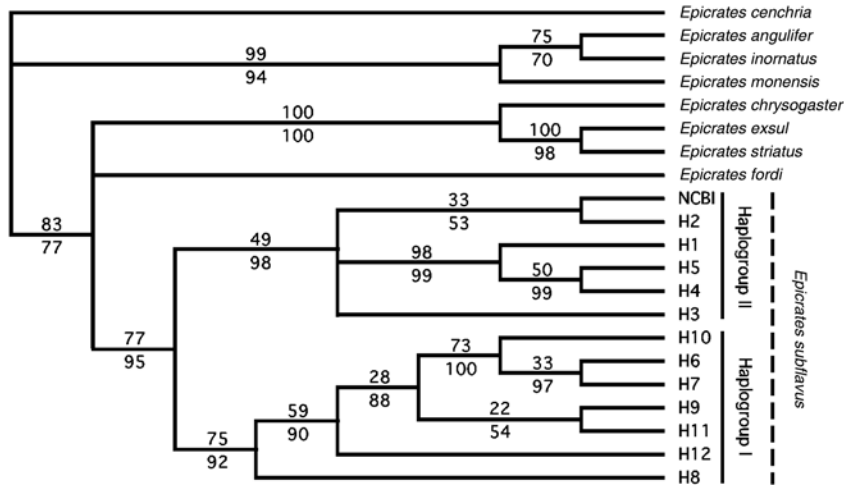 Epicrates cenchria
75
Epicrates angulifer
99
70
Epicrates inornatus
94
Epicrates monensis
100
Epicrates chrysogaster
100
100
Epicrates exsul
98
Epicrates striatus
Epicrates fordi
83
77
33
NCBI
53
H2
49
98
H1
98
99
50
H5
99
H4
H3
Haplogroup II
77
95
73
H10
100
33
H6
97
H7
28
88
22
H9
54
H11
59
90
H12
75
92
H8
Haplogroup I
Epicrates subflavus